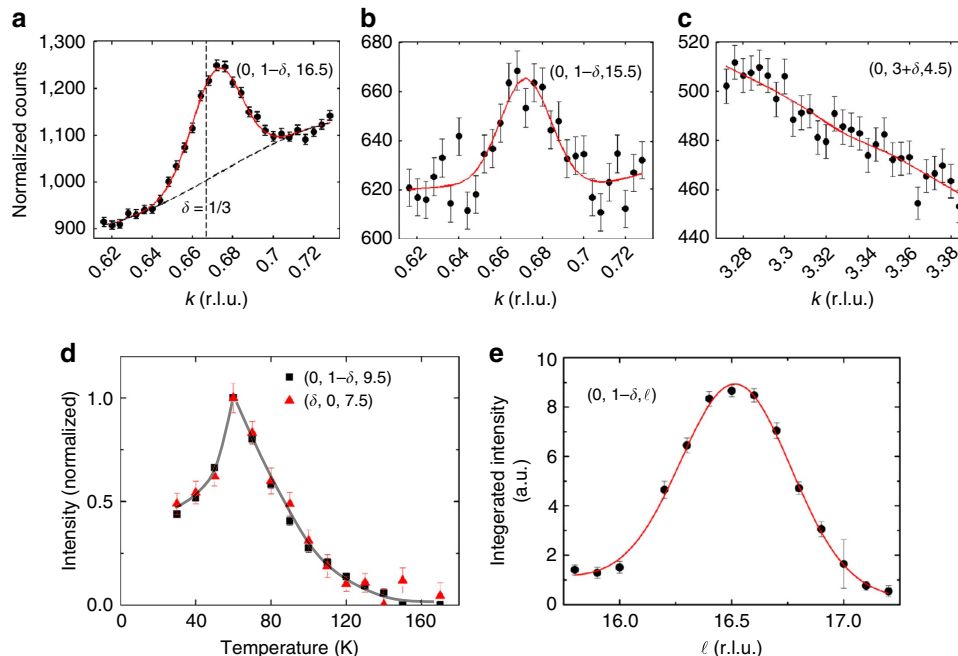 a
1,300
1,200
1,100
1,000
900
Normalized counts
(0, 1−δ, 16.5)
δ = 1/3
0.62
0.64
0.66
0.68
0.7
0.72
k (r.l.u.)
b
680
660
640
620
600
(0, 1−δ,15.5)
0.62
0.64
0.66
0.68
0.7
0.72
k (r.l.u.)
c
520
500
480
460
440
(0, 3+δ,4.5)
3.28
3.3
3.32
3.34
3.36
3.38
k (r.l.u.)
d
1.0
0.5
0.0
Intensity (normalized)
(0, 1−δ, 9.5)
(δ, 0, 7.5)
0
40
80
120
160
Temperature (K)
e
10
8
6
4
2
0
Integerated intensity
(a.u.)
(0, 1−δ,ℓ)
16.0
16.5
17.0
ℓ (r.l.u.)